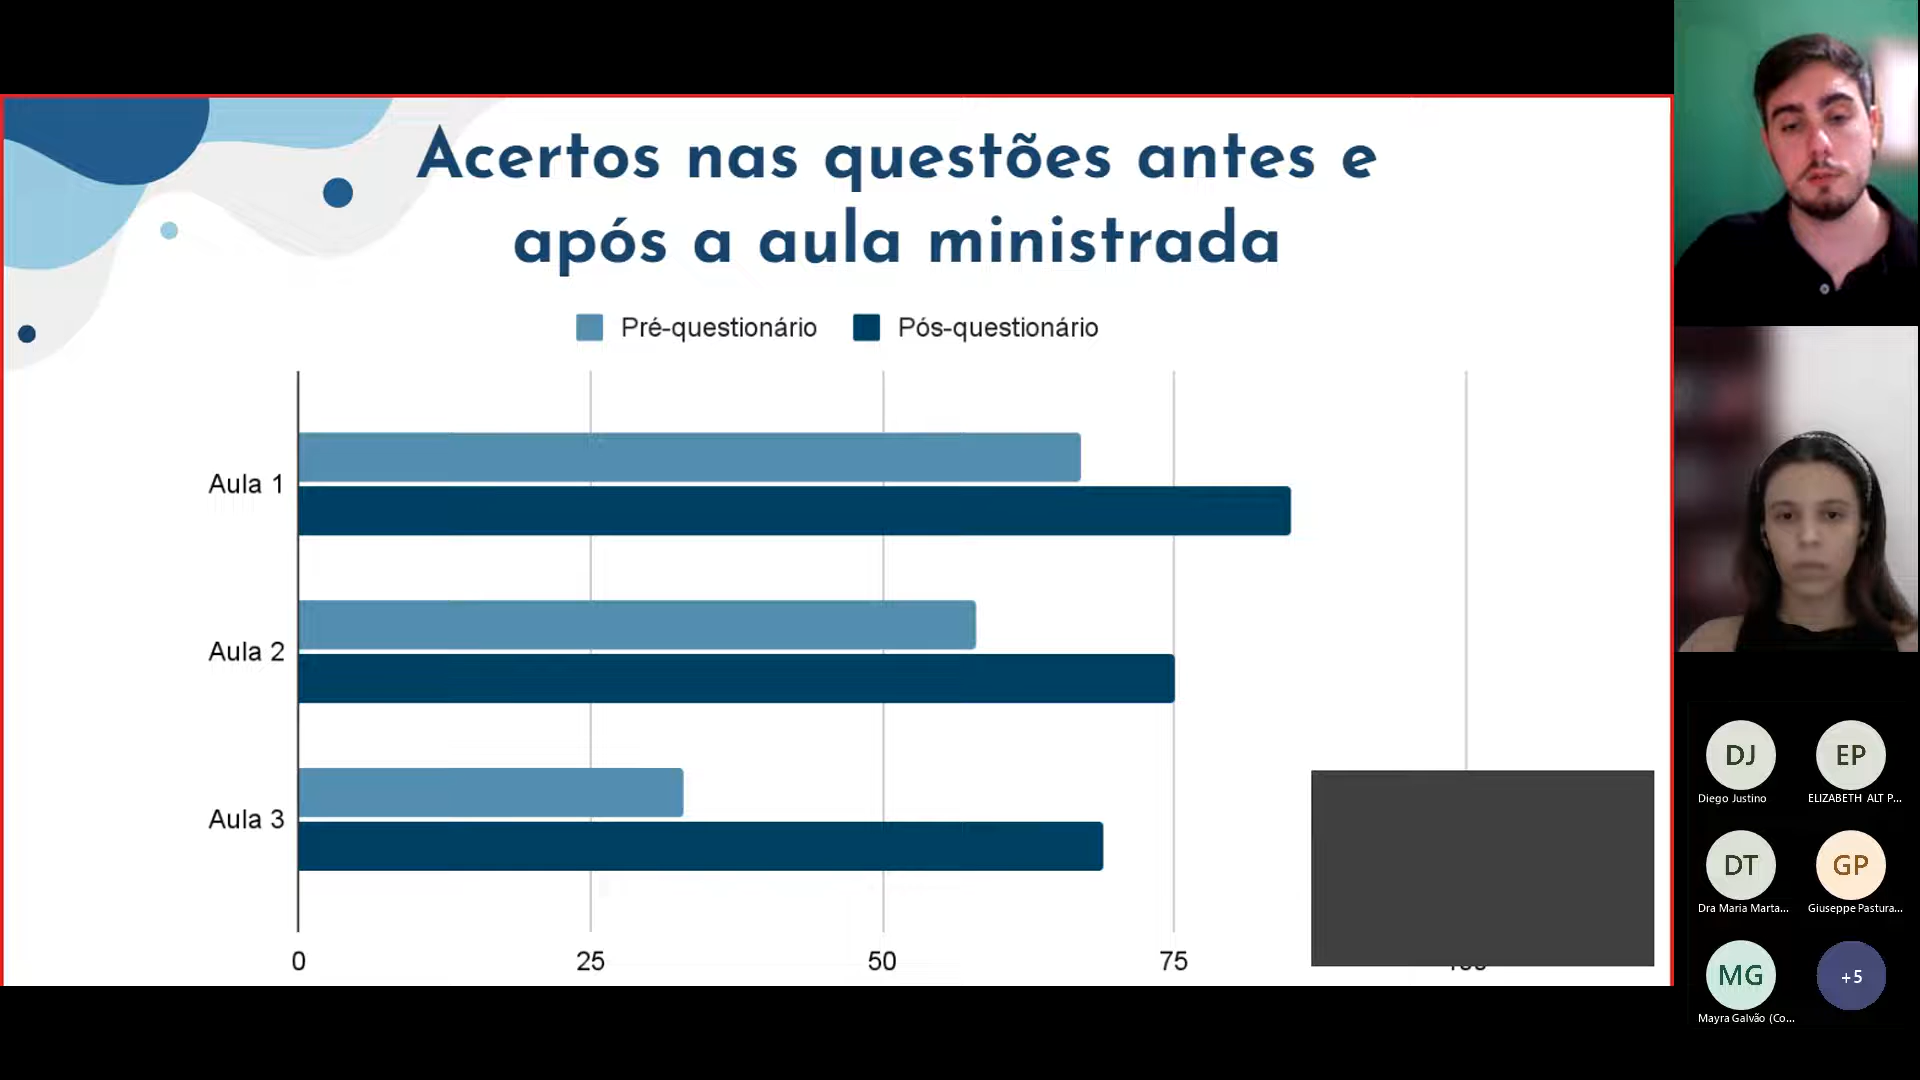 Acertos nas questões antes e
após a aula ministrada
Pré-questionário
Pós-questionário
Aula 1
Aula 2
Aula 3
0
25
50
75
DJ
Diego Justino
EP
ELIZABETH ALT P...
DT
Dra Maria Marta...
GP
Giuseppe Pastura...
MG
Mayra Galvão (Co...
+5